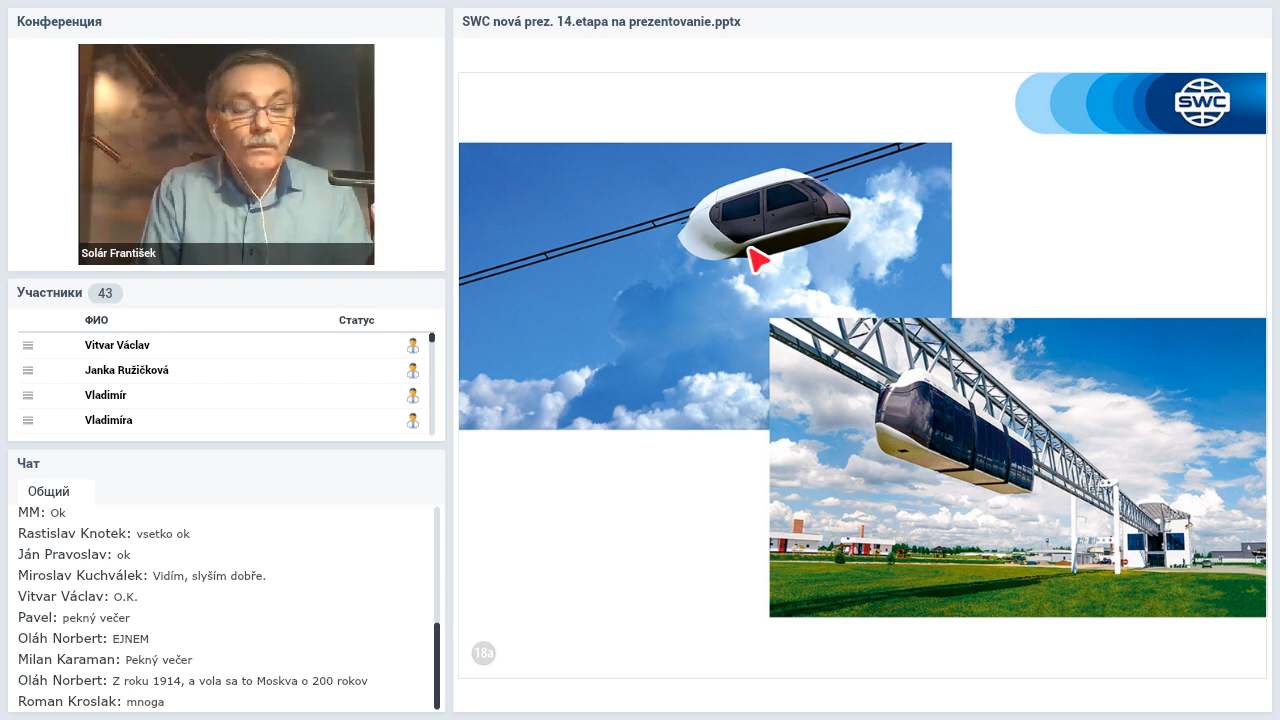 Конференция
Solár František
Участники 43
ФИО Статус
Vitvar Václav
Janka Ružičková
Vladimír
Vladimíra
Чат
Общий
MM: Ok
Rastislav Knotek: vsetko ok
Ján Pravoslav: ok
Miroslav Kuchválek: Vidím, slyším dobře.
Vitvar Václav: O.K.
Pavel: pekný večer
Oláh Norbert: EJNEM
Milan Karaman: Pekný večer
Oláh Norbert: Z roku 1914, a vola sa to Moskva o 200 rokov
Roman Kroslak: mnoga
SWC nová prez. 14.etapa na prezentovanie.pptx
SWC
18a